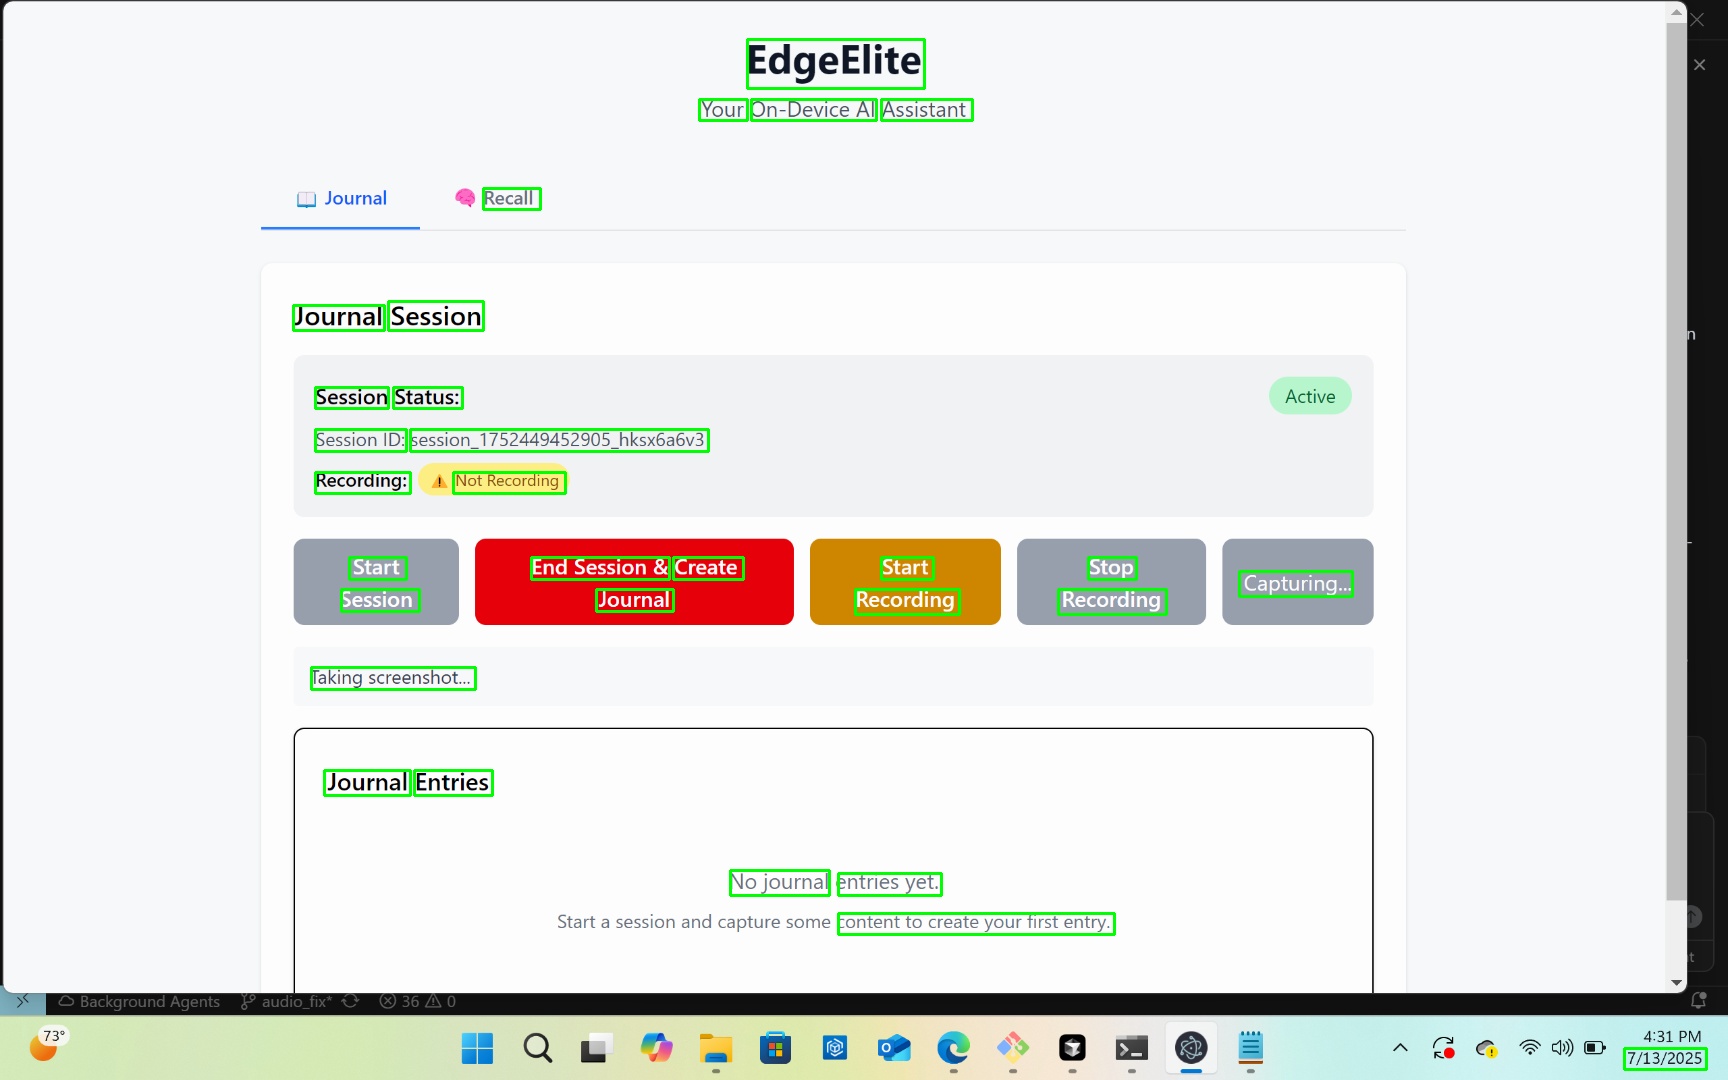 EdgeElite
Your On-Device AI Assistant
Journal
Recall
Journal Session
Session Status:
Active
Session ID: session_1752449452905_hksx6a6v3
Recording: Not Recording
Start Session
End Session & Create Journal
Start Recording
Stop Recording
Capturing...
Taking screenshot...
Journal Entries
No journal entries yet.
Start a session and capture some content to create your first entry.
Background Agents audio_fix* 36 0
73°
4:31 PM
7/13/2025